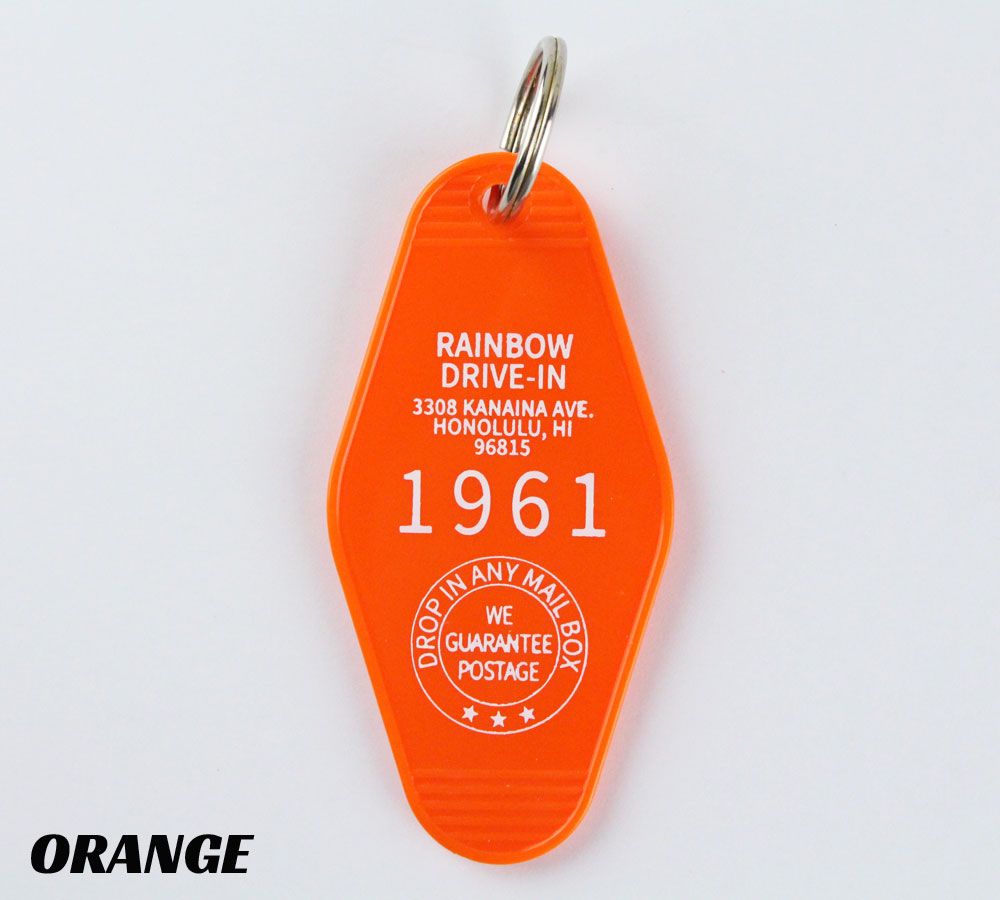 RAINBOW
DRIVE-IN
3308 KANAINA AVE.
HONOLULU, HI
96815
1961
DROP IN ANY MAIL BOX
WE
GUARANTEE
POSTAGE
ORANGE